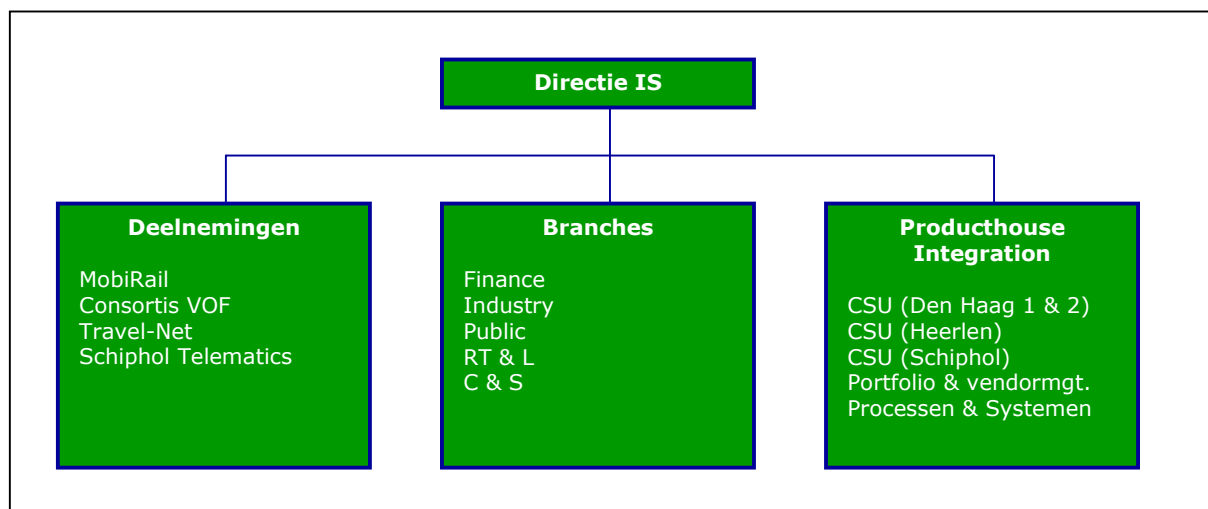 Directie IS
Deelnemingen
MobiRail
Consortis VOF
Travel-Net
Schiphol Telematics
Branches
Finance
Industry
Public
RT & L
C & S
Producthouse
Integration
CSU (Den Haag 1 & 2)
CSU (Heerlen)
CSU (Schiphol)
Portfolio & vendormgt.
Processen & Systemen